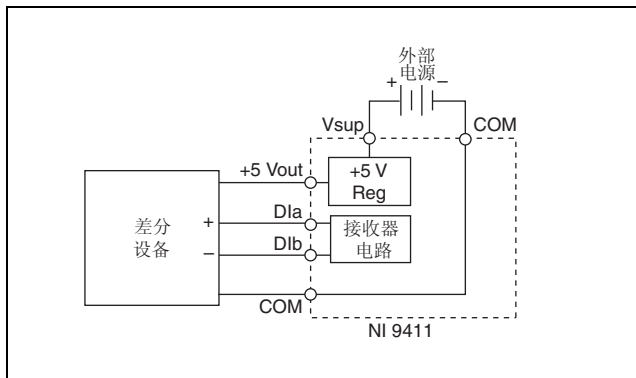 外部
电源
+ −
Vsup
COM
+5 Vout
+5 V
Reg
差分
设备
+
−
DIa
DIb
接收器
电路
COM
NI 9411